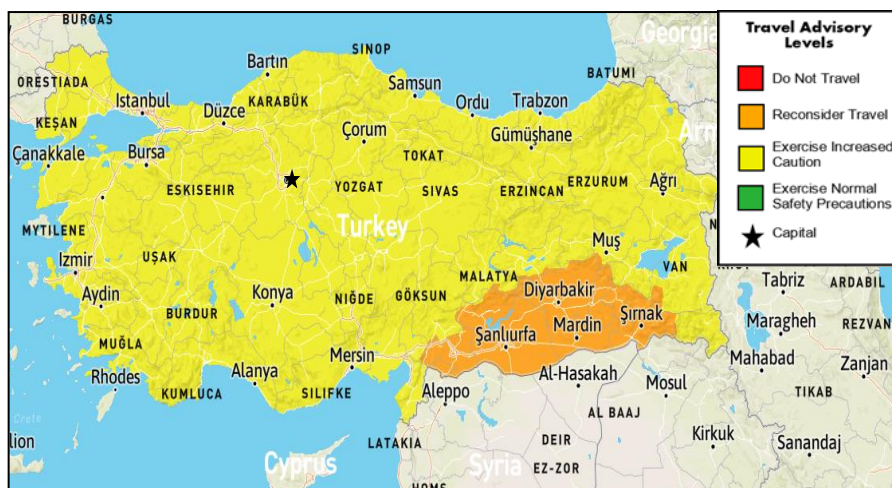 BURGAS
SINOP
Georgia
Travel Advisory
Levels
Do Not Travel
Reconsider Travel
Exercise Increased
Caution
Exercise Normal
Safety Precautions
Capital
Bartın
BATUMI
ORESTIADA
Istanbul
KARABÜK
Samsun
Ordu
Trabzon
KEŞAN
Düzce
Gümüşhane
Çanakkale
Bursa
Çorum
TOKAT
ESKISEHIR
YOZGAT
SIVAS
ERZINCAN
ERZURUM
Ağrı
MYTILENE
Turkey
Izmir
UŞAK
Muş
VAN
MALATYA
Tabriz
ARDABIL
Aydin
BURDUR
Konya
NIĞDE
GÖKSUN
Diyarbakir
Şırnak
Maragheh
REZVAN
MUĞLA
Şanlıurfa
Mardin
Rhodes
KUMLUCA
Alanya
SILIFKE
Mersin
Aleppo
Al-Hasakah
Mosul
Mahabad
Zanjan
TIKAB
Crete
lion
LATAKIA
AL BAAJ
Cyprus
Syria
DEIR
EZ-ZOR
Kirkuk
Sanandaj
HOMS